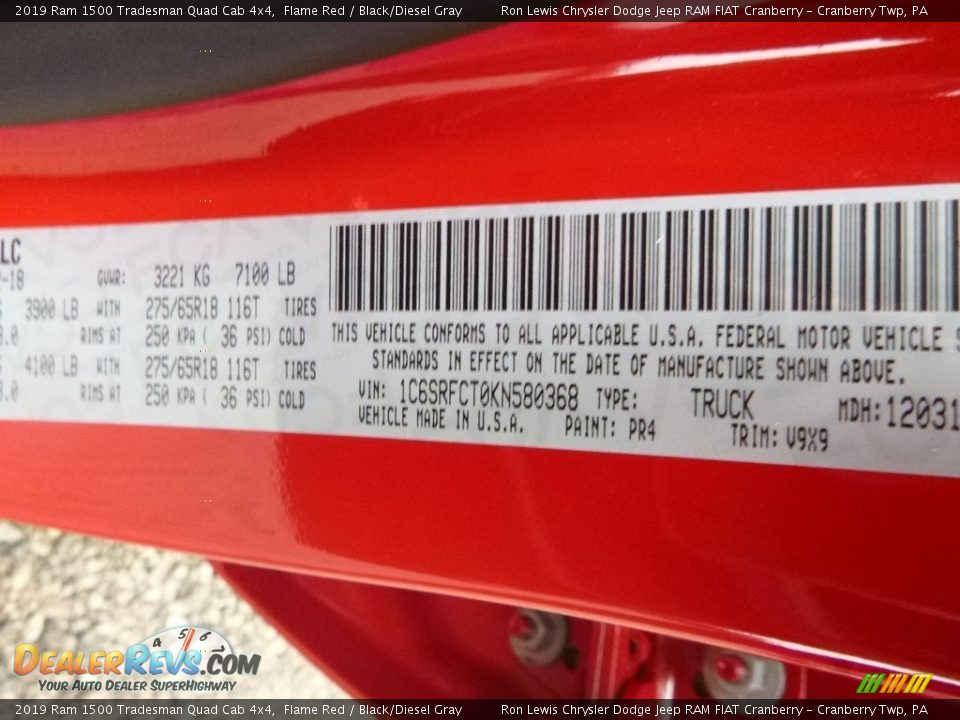 2019 Ram 1500 Tradesman Quad Cab 4x4, Flame Red / Black/Diesel Gray Ron Lewis Chrysler Dodge Jeep RAM FIAT Cranberry - Cranberry Twp, PA
LC
-18 GVWR: 3221 KG 7100 LB
3900 LB WITH 275/65R18 116T TIRES
.0 RIMS AT 250 KPA ( 36 PSI) COLD
4100 LB WITH 275/65R18 116T TIRES
.0 RIMS AT 250 KPA ( 36 PSI) COLD
THIS VEHICLE CONFORMS TO ALL APPLICABLE U.S.A. FEDERAL MOTOR VEHICLE S
STANDARDS IN EFFECT ON THE DATE OF MANUFACTURE SHOWN ABOVE.
VIN: 1C6SRFCT0KN580368 TYPE: TRUCK MDH: 12031
VEHICLE MADE IN U.S.A. PAINT: PR4 TRIM: V9X9
4 5 6
DEALERREVS.COM
YOUR AUTO DEALER SUPERHIGHWAY
2019 Ram 1500 Tradesman Quad Cab 4x4, Flame Red / Black/Diesel Gray Ron Lewis Chrysler Dodge Jeep RAM FIAT Cranberry - Cranberry Twp, PA